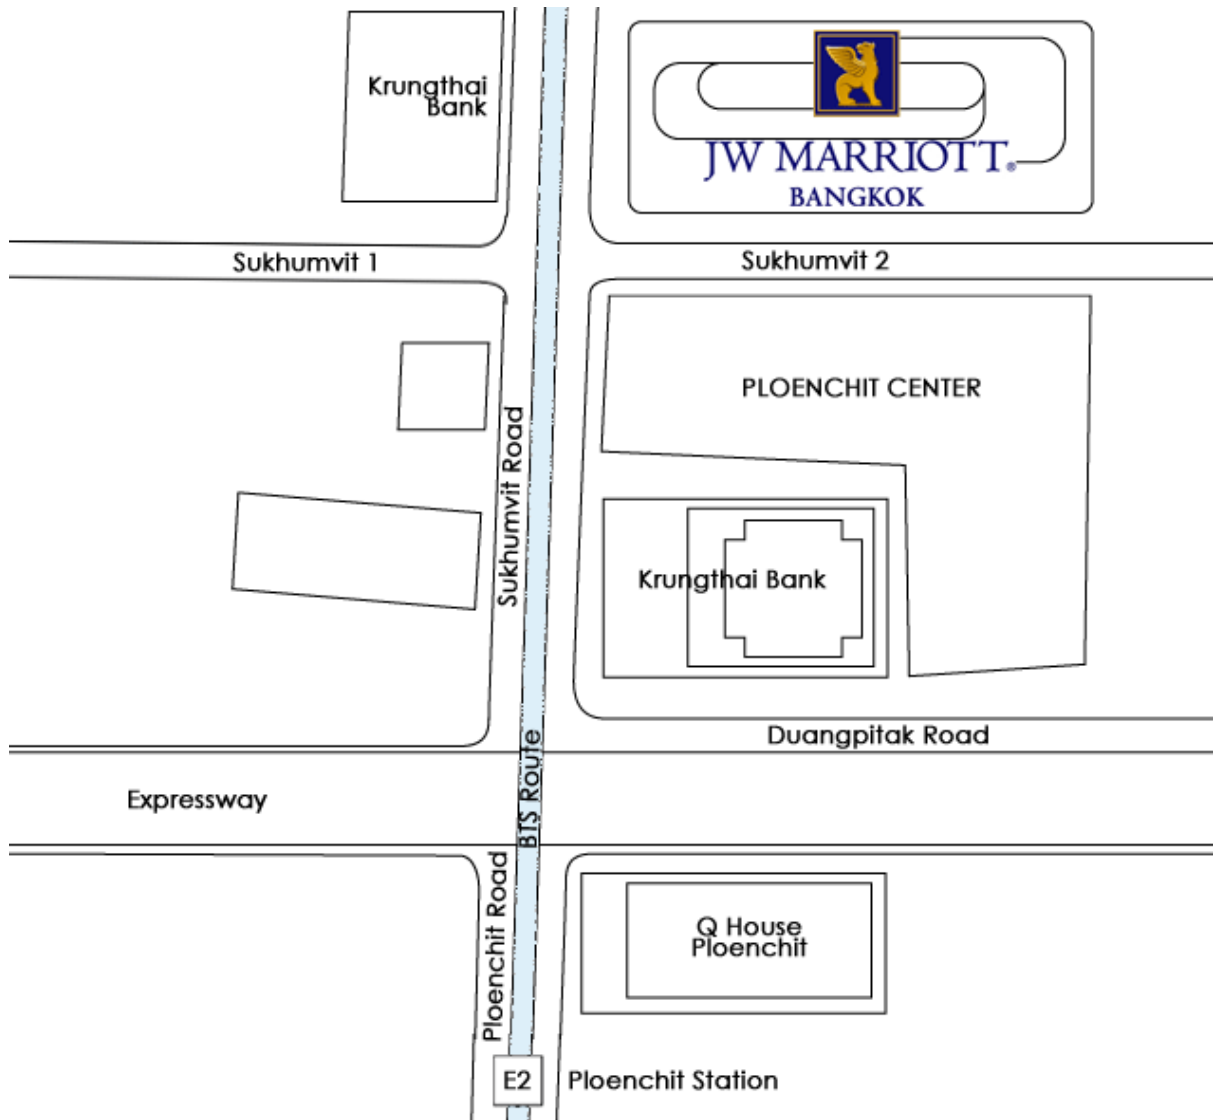 Krungthai
Bank
JW MARRIOTT®
BANGKOK
Sukhumvit 1
Sukhumvit 2
PLOENCHIT CENTER
Sukhumvit Road
Krungthai Bank
Duangpitak Road
BTS Route
Expressway
Ploenchit Road
Q House
Ploenchit
E2
Ploenchit Station